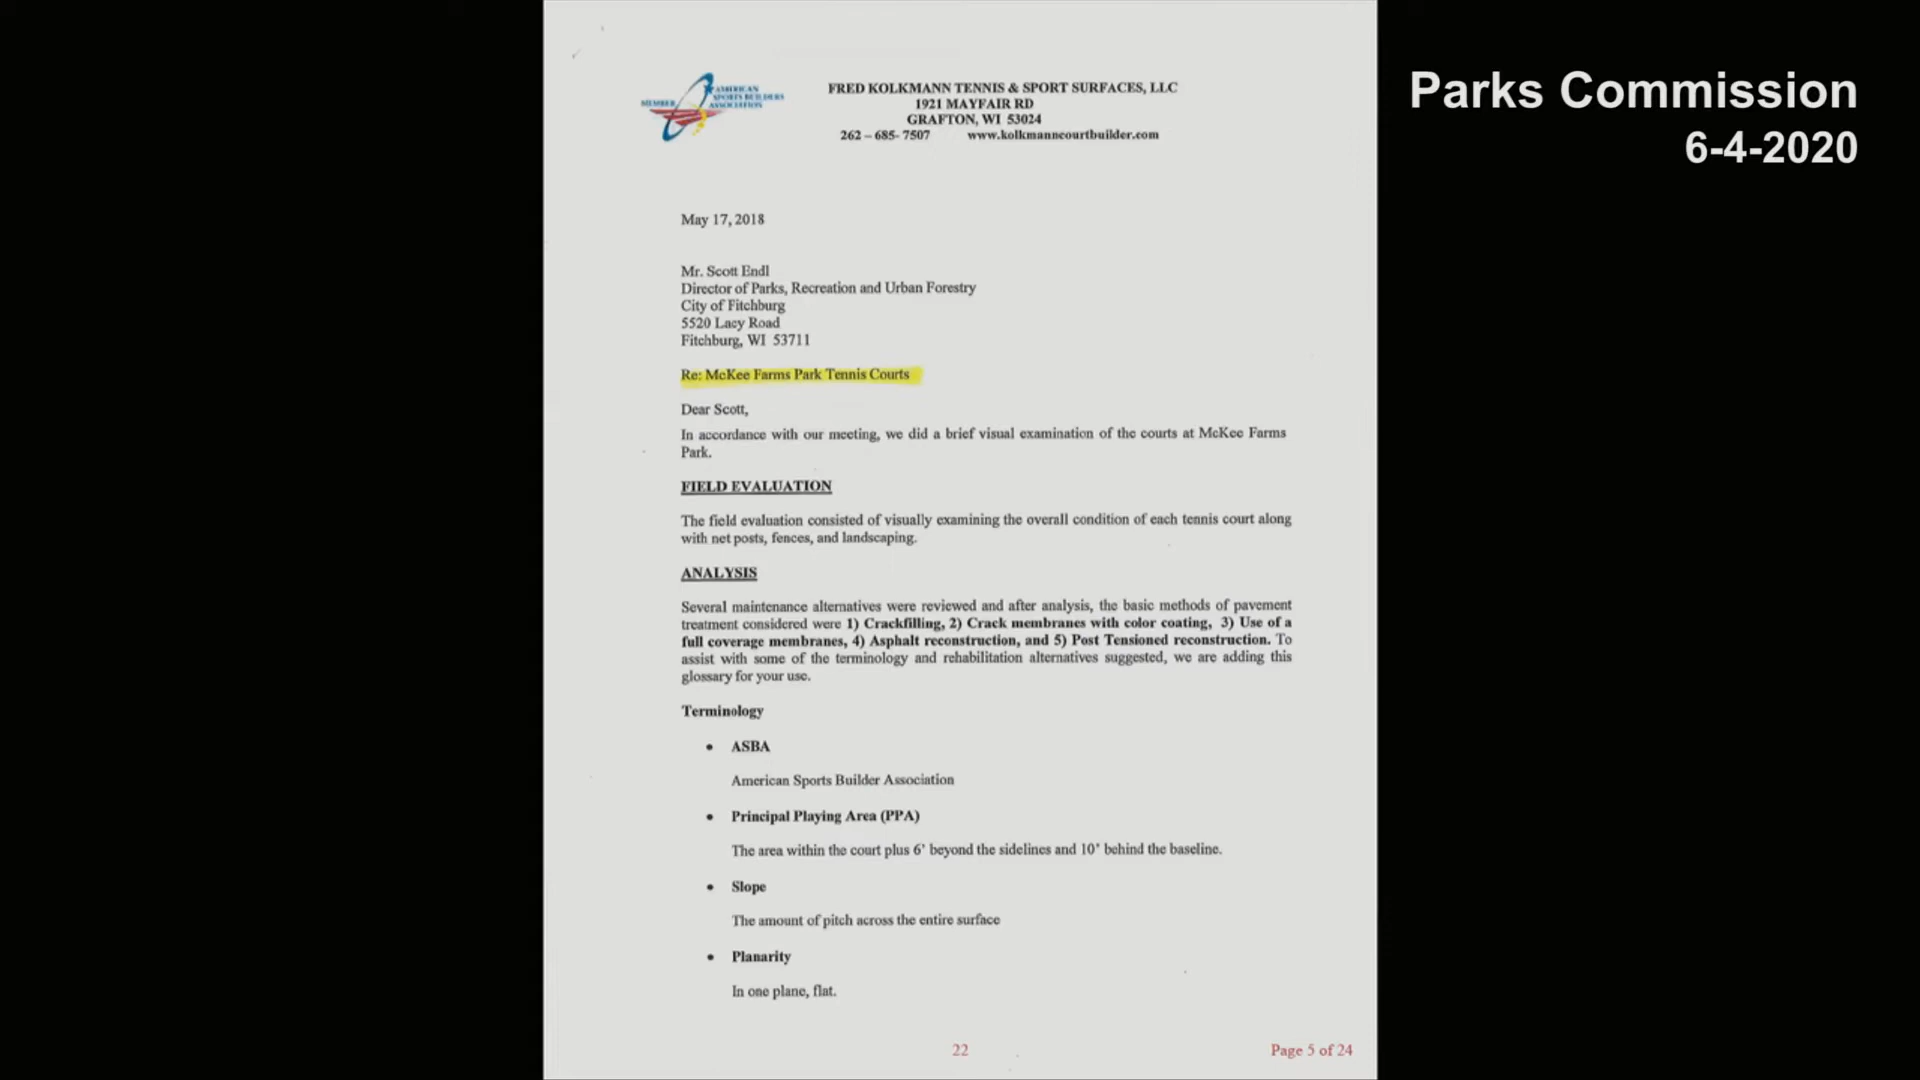 Parks Commission
6-4-2020
MEMBER
AMERICAN
SPORTS BUILDERS
ASSOCIATION
FRED KOLKMANN TENNIS & SPORT SURFACES, LLC
1921 MAYFAIR RD
GRAFTON, WI 53024
262 – 685- 7507 www.kolkmanncourtbuilder.com
May 17, 2018
Mr. Scott Endl
Director of Parks, Recreation and Urban Forestry
City of Fitchburg
5520 Lacy Road
Fitchburg, WI 53711
Re: McKee Farms Park Tennis Courts
Dear Scott,
In accordance with our meeting, we did a brief visual examination of the courts at McKee Farms
Park.
FIELD EVALUATION
The field evaluation consisted of visually examining the overall condition of each tennis court along
with net posts, fences, and landscaping.
ANALYSIS
Several maintenance alternatives were reviewed and after analysis, the basic methods of pavement
treatment considered were 1) Crackfilling, 2) Crack membranes with color coating, 3) Use of a
full coverage membranes, 4) Asphalt reconstruction, and 5) Post Tensioned reconstruction. To
assist with some of the terminology and rehabilitation alternatives suggested, we are adding this
glossary for your use.
Terminology
• ASBA
American Sports Builder Association
• Principal Playing Area (PPA)
The area within the court plus 6' beyond the sidelines and 10' behind the baseline.
• Slope
The amount of pitch across the entire surface
• Planarity
In one plane, flat.
22
Page 5 of 24